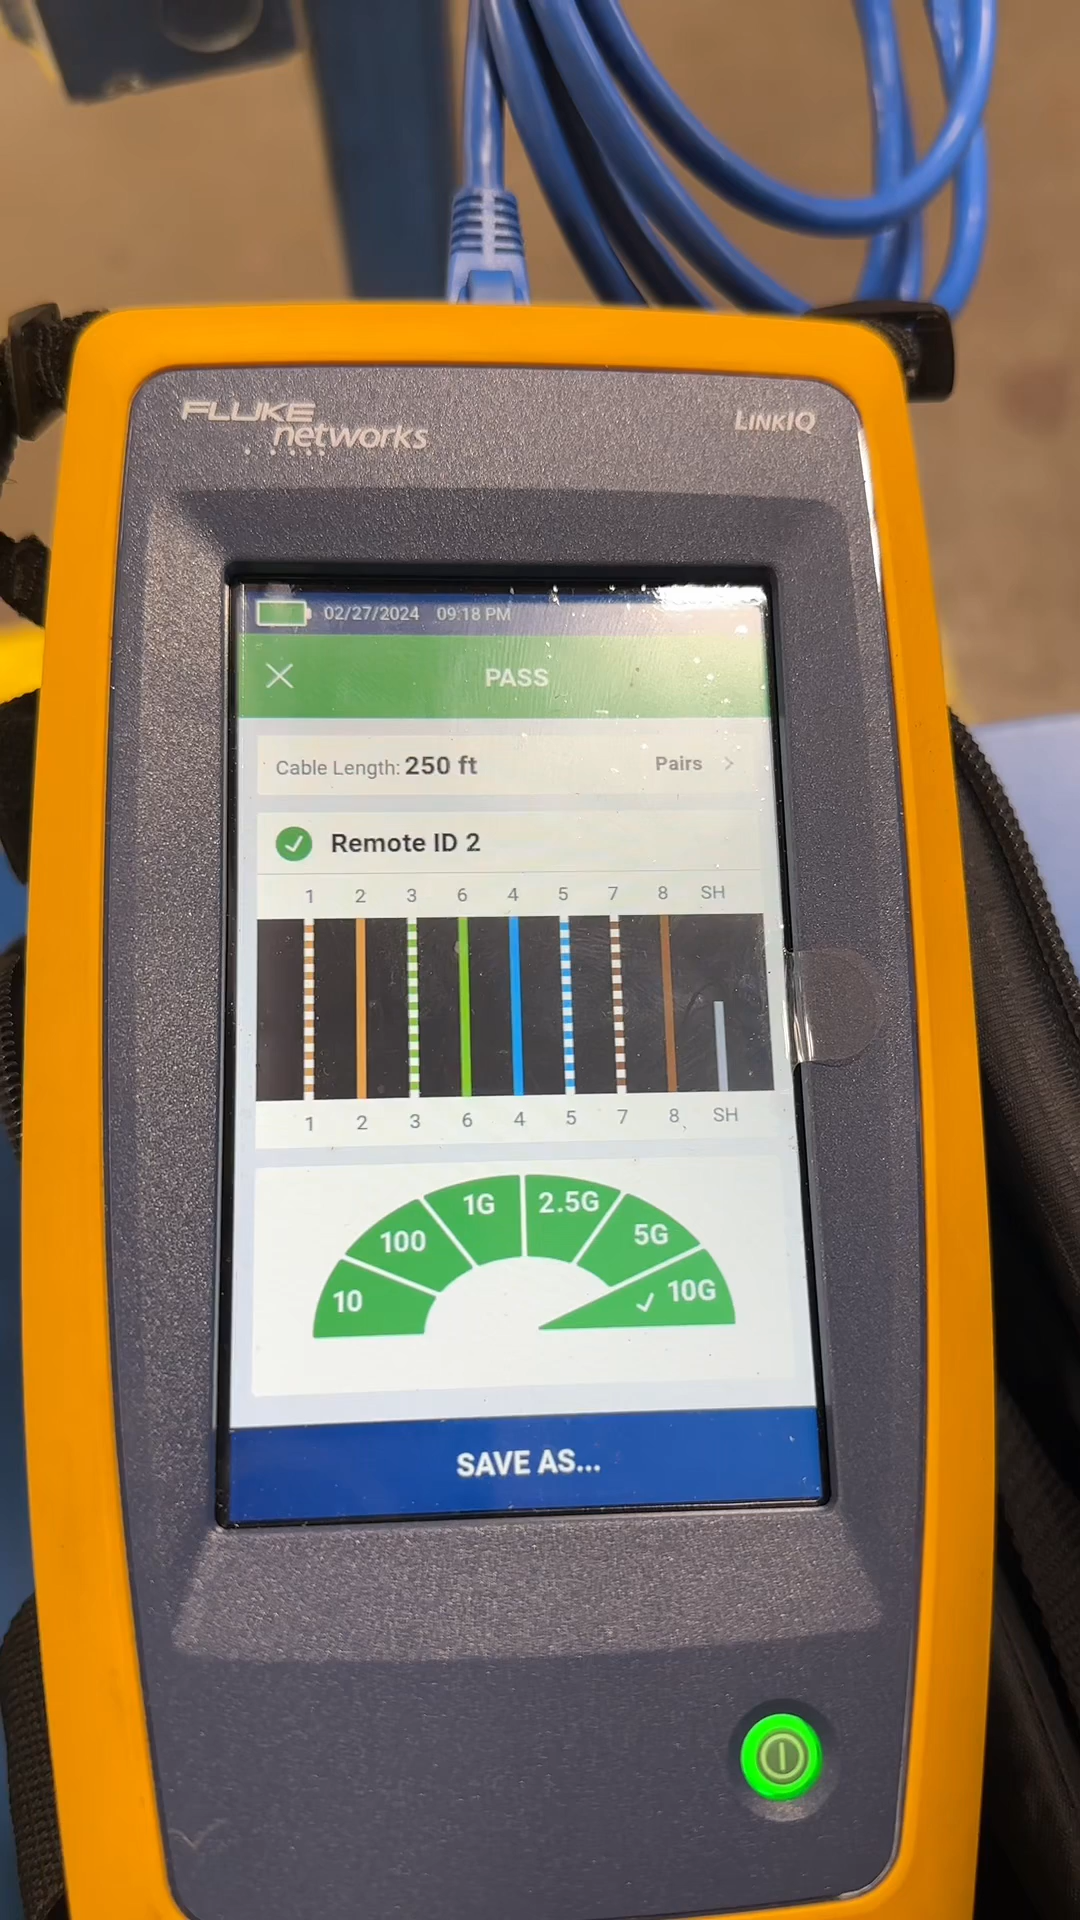 FLUKE
networks
LINKIQ
02/27/2024 09:18 PM
PASS
Cable Length: 250 ft Pairs
Remote ID 2
1 2 3 6 4 5 7 8 SH
1 2 3 6 4 5 7 8 SH
10 100 1G 2.5G 5G 10G
SAVE AS...